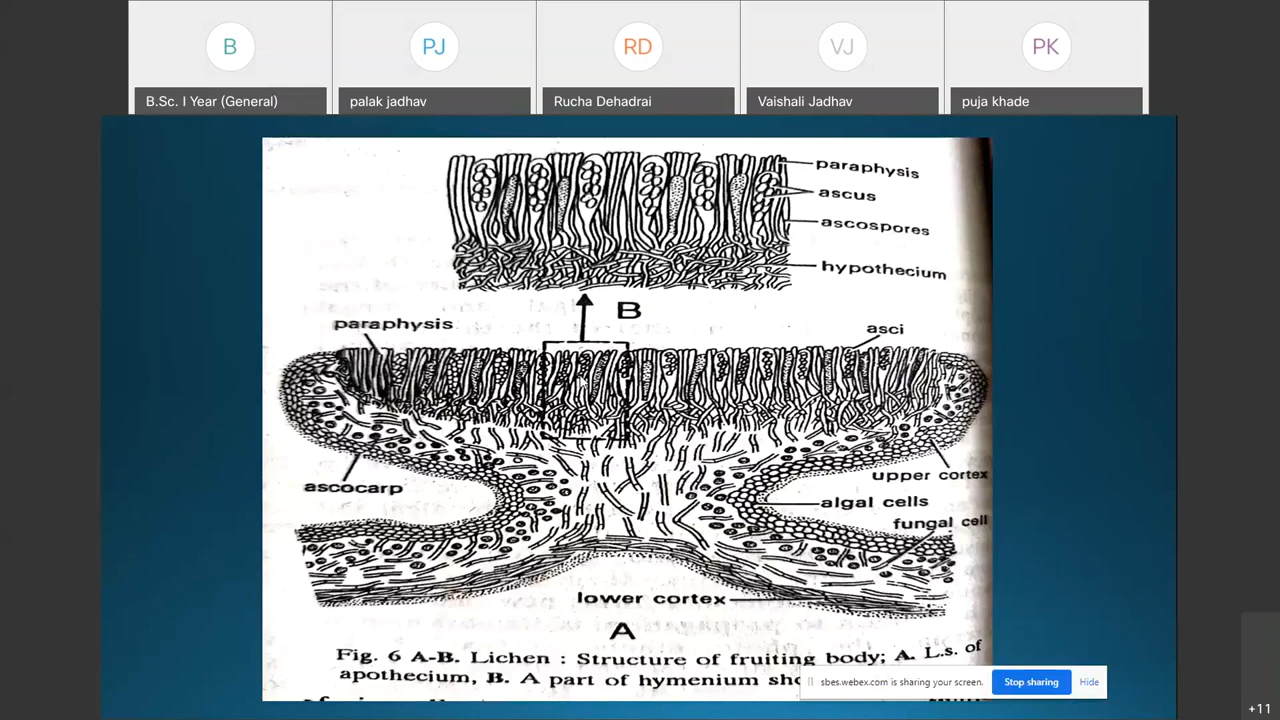 B
PJ
RD
VJ
PK
B.Sc. I Year (General)
palak jadhav
Rucha Dehadrai
Vaishali Jadhav
puja khade
paraphysis
ascus
ascospores
hypothecium
B
paraphysis
asci
ascocarp
upper cortex
algal cells
fungal cell
lower cortex
A
Fig. 6 A-B. Lichen : Structure of fruiting body; A. L.s. of
apothecium, B. A part of hymenium
sbes.webex.com is sharing your screen.
Stop sharing
Hide
+11